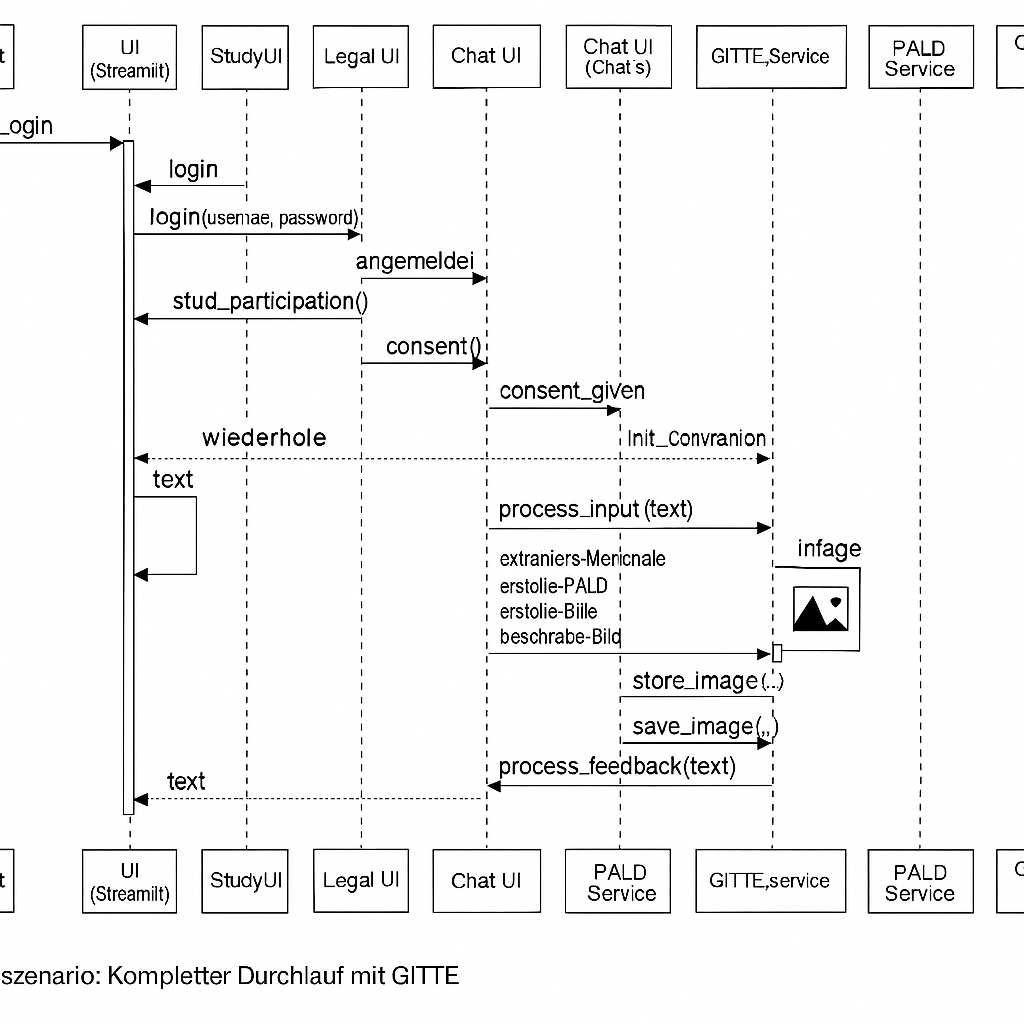 t
UI
(Streamiit)
StudyUI
Legal UI
Chat UI
Chat UI
(Chat's)
GITTE,Service
PALD
Service
_ogin
login
login(usemae, password)
angemeldei
stud_participation()
consent()
consent_given
wiederhole
Init_Convranion
text
process_input (text)
infage
extraniers-Mericnale
erstolie-PALD
erstolie-Bille
beschrabe-Bild
store_image(..)
save_image(,,)
process_feedback(text)
text
t
UI
(Streamilt)
StudyUI
Legal UI
Chat UI
PALD
Service
GITTE,service
PALD
Service
szenario: Kompletter Durchlauf mit GITTE